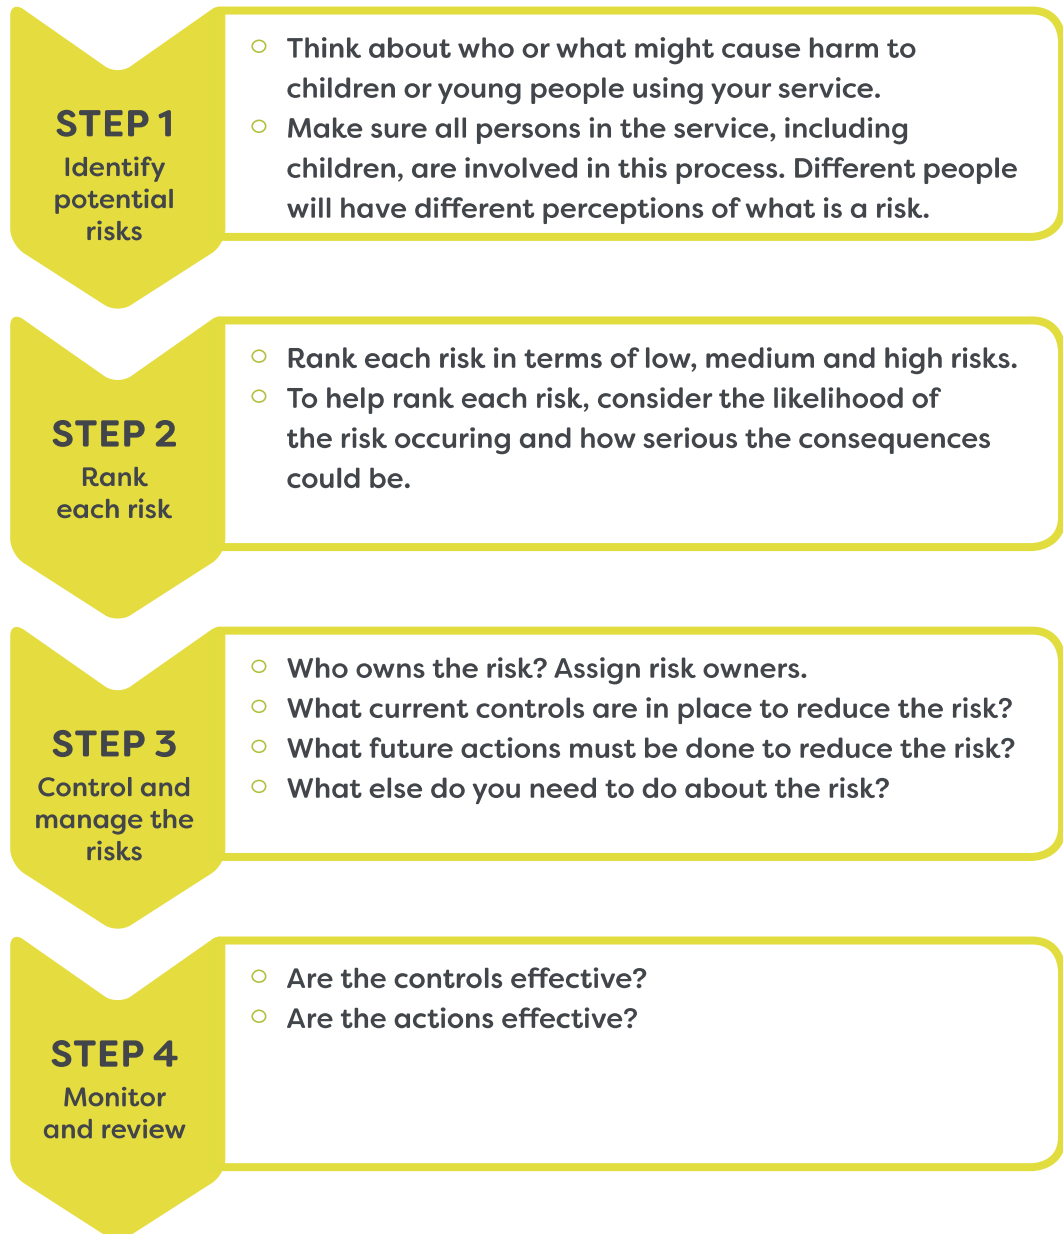 STEP 1
Identify
potential
risks
Think about who or what might cause harm to
children or young people using your service.
Make sure all persons in the service, including
children, are involved in this process. Different people
will have different perceptions of what is a risk.
STEP 2
Rank
each risk
Rank each risk in terms of low, medium and high risks.
To help rank each risk, consider the likelihood of
the risk occuring and how serious the consequences
could be.
STEP 3
Control and
manage the
risks
Who owns the risk? Assign risk owners.
What current controls are in place to reduce the risk?
What future actions must be done to reduce the risk?
What else do you need to do about the risk?
STEP 4
Monitor
and review
Are the controls effective?
Are the actions effective?